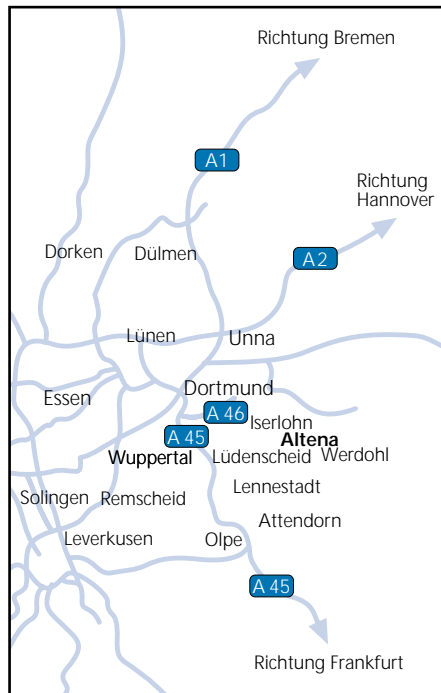 Richtung Bremen
A1
Richtung
Hannover
Dorken
Dülmen
A2
Lünen
Unna
Essen
Dortmund
A 46
Iserlohn
A 45
Altena
Wuppertal
Lüdenscheid
Werdohl
Solingen
Remscheid
Lennestadt
Attendorn
Leverkusen
Olpe
A 45
Richtung Frankfurt